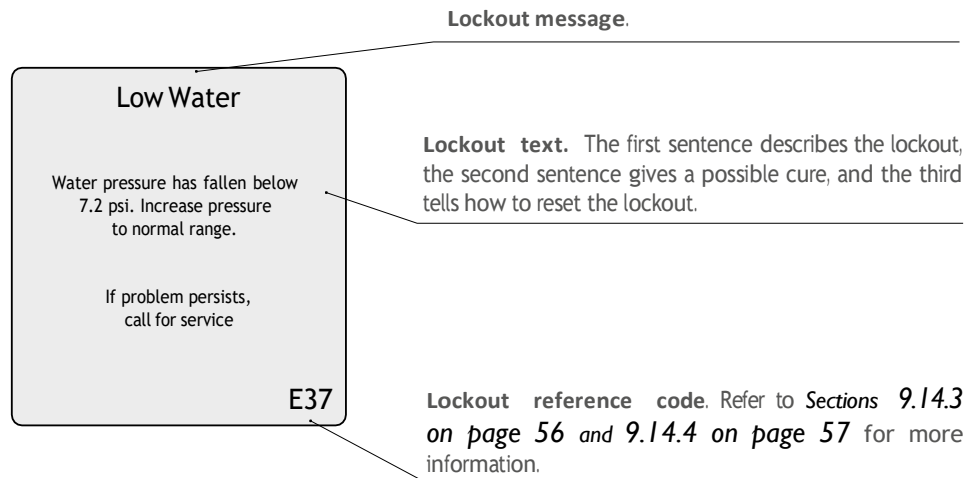 Lockout message.
Low Water
Water pressure has fallen below
7.2 psi. Increase pressure
to normal range.
If problem persists,
call for service
E37
Lockout text. The first sentence describes the lockout,
the second sentence gives a possible cure, and the third
tells how to reset the lockout.
Lockout reference code. Refer to Sections 9.14.3
on page 56 and 9.14.4 on page 57 for more
information.